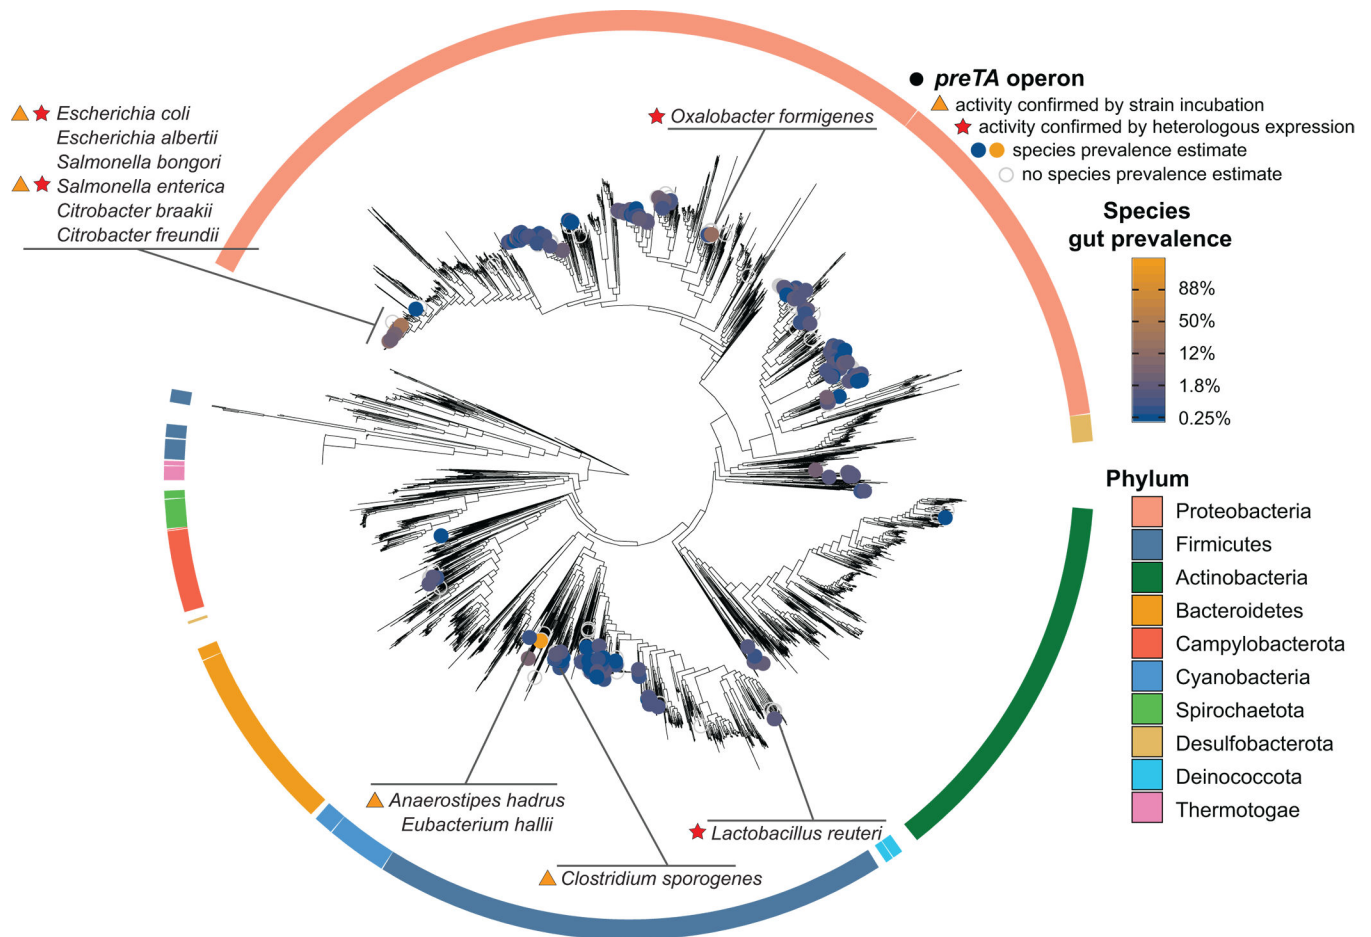 preTA operon
activity confirmed by strain incubation
activity confirmed by heterologous expression
species prevalence estimate
no species prevalence estimate
Escherichia coli
Escherichia albertii
Salmonella bongori
Salmonella enterica
Citrobacter braakii
Citrobacter freundii
Oxalobacter formigenes
Species
gut prevalence
88%
50%
12%
1.8%
0.25%
Phylum
Proteobacteria
Firmicutes
Actinobacteria
Bacteroidetes
Campylobacterota
Cyanobacteria
Spirochaetota
Desulfobacterota
Deinococcota
Thermotogae
Anaerostipes hadrus
Eubacterium hallii
Lactobacillus reuteri
Clostridium sporogenes